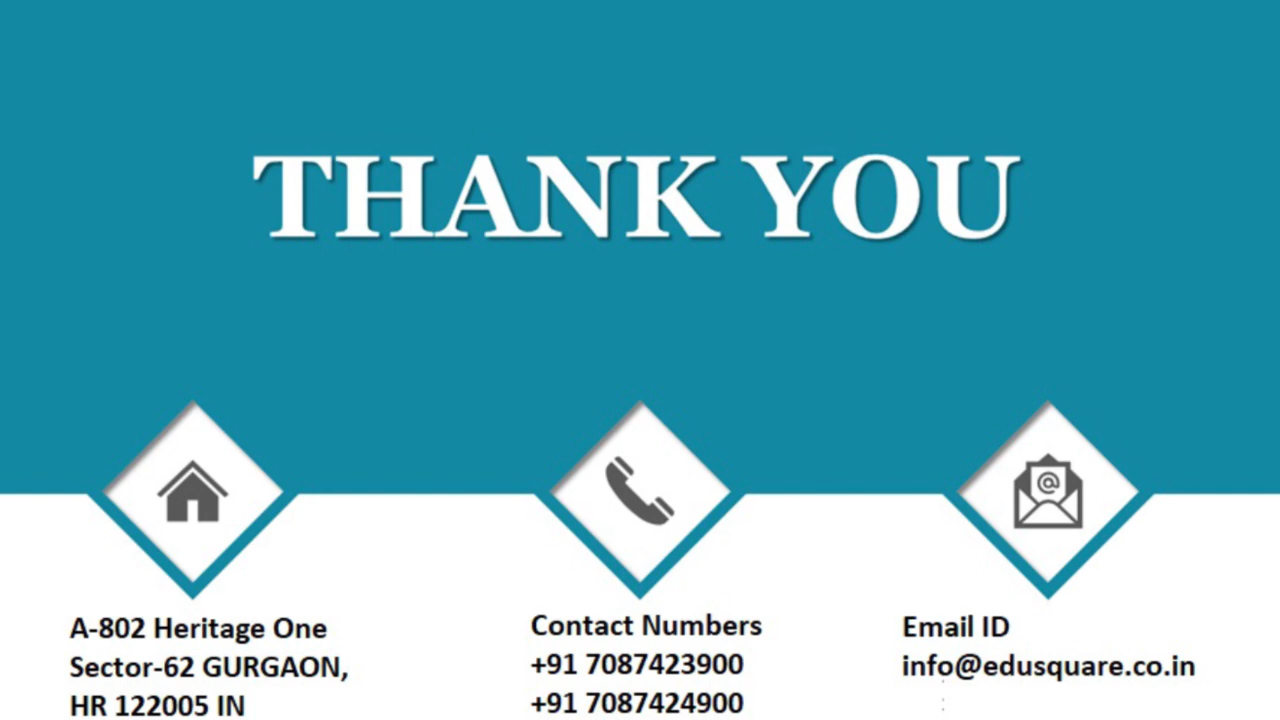 THANK YOU
A-802 Heritage One
Sector-62 GURGAON,
HR 122005 IN
Contact Numbers
+91 7087423900
+91 7087424900
Email ID
info@edusquare.co.in